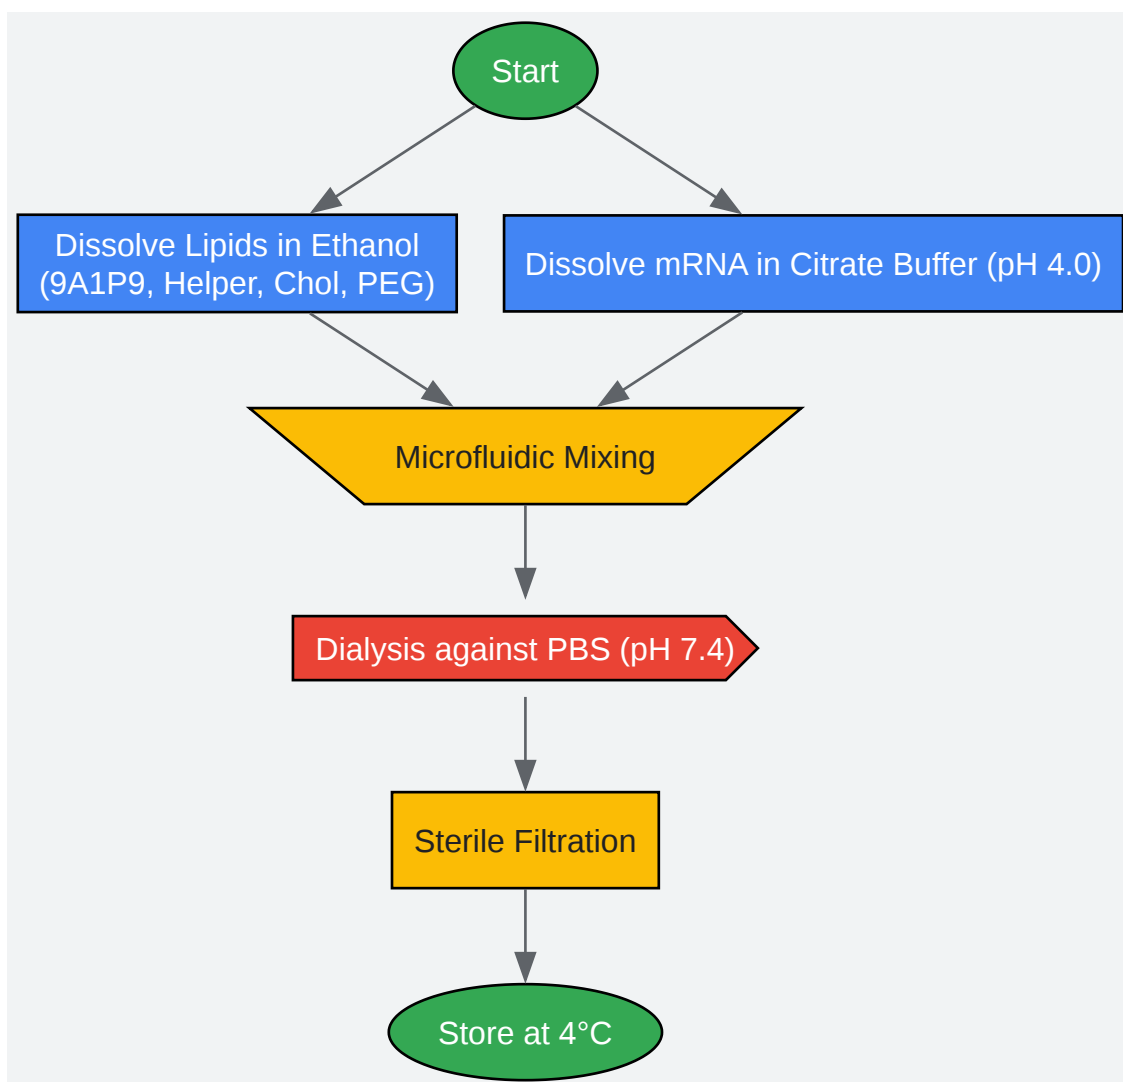 Start
Dissolve Lipids in Ethanol
(9A1P9, Helper, Chol, PEG)
Dissolve mRNA in Citrate Buffer (pH 4.0)
Microfluidic Mixing
Dialysis against PBS (pH 7.4)
Sterile Filtration
Store at 4°C